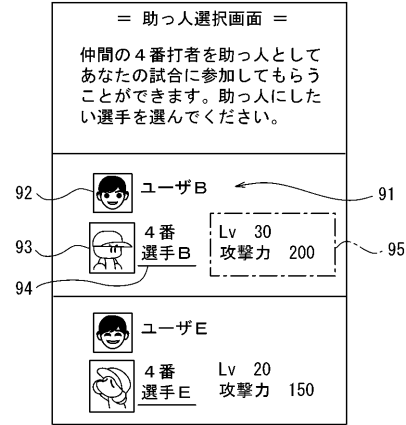 ＝ 助っ人選択画面 ＝
仲間の４番打者を助っ人として
あなたの試合に参加してもらう
ことができます。助っ人にした
い選手を選んでください。
92
ユーザB
91
93
４番
選手B
Lv 30
攻撃力 200
95
94
ユーザE
４番
選手E
Lv 20
攻撃力 150